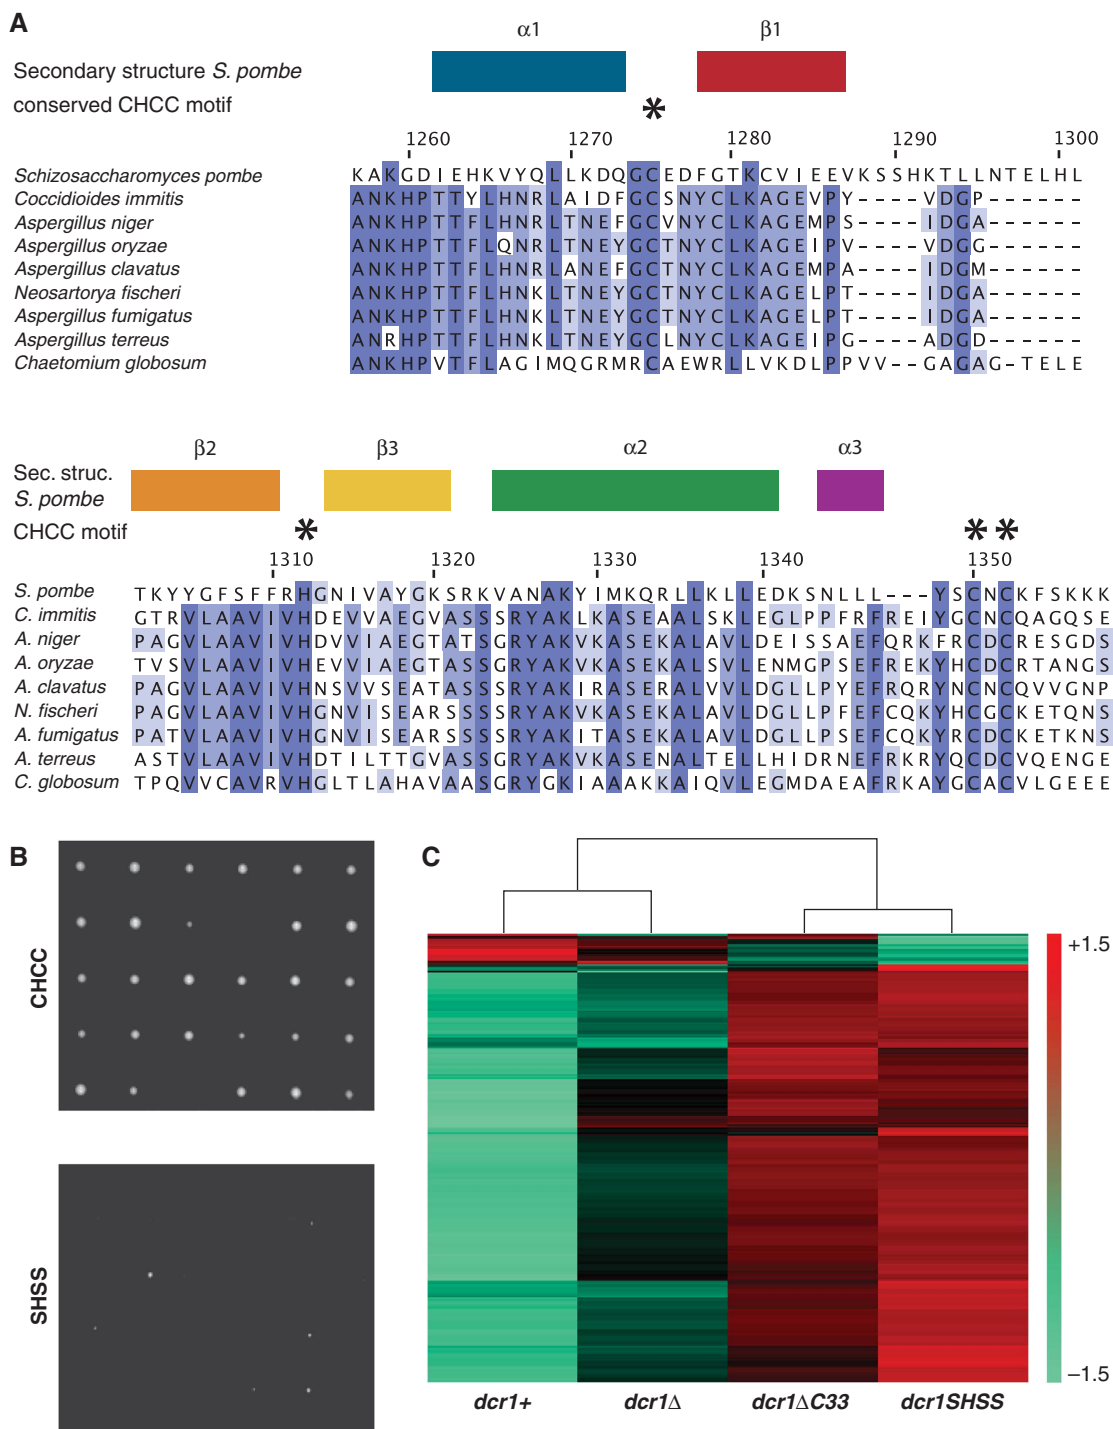 A
α1 β1
Secondary structure S. pombe
conserved CHCC motif *
1260 1270 1280 1290 1300
Schizosaccharomyces pombe KAKGDIEHKVYQLLKDQGCEDFGTKCVIEEVKSSHKTLLNTELHL
Coccidioides immitis ANKHPTTYLHNRLAIDFGCSNYCLKAGEVPY----VDGP------
Aspergillus niger ANKHPTTFLHNRLTNEFGCVNYCLKAGEMPS----IDGA------
Aspergillus oryzae ANKHPTTFLQNRLTNEYGCTNYCLKAGEIPV----VDGG------
Aspergillus clavatus ANKHPTTFLHNRLANEFGCTNYCLKAGEMPA----IDGM------
Neosartorya fischeri ANKHPTTFLHNKLTNEYGCTNYCLKAGELPT----IDGA------
Aspergillus fumigatus ANKHPTTFLHNKLTNEYGCTNYCLKAGELPT----IDGA------
Aspergillus terreus ANRHPTTFLHNKLTNEYGCLNYCLKAGEIPG----ADGD------
Chaetomium globosum ANKHPVTFLAGIMQGRMRCAEWRLLVKDLPPVV--GAGAG-TELE
β2 β3 α2 α3
Sec. struc.
S. pombe
CHCC motif * * *
1310 1320 1330 1340 1350
S. pombe TKYYGFSFFRHGNIVAYGKSRKVANAKYIMKQRLLKLLEDKSNLLL---YSCNCKFSKKK
C. immitis GTRVLAAVIVHDEVVAEGVASSSRYAKLKASEAALSKLEGLPPFRFREIYGCNCQAGQSE
A. niger PAGVLAAVIVHDVVIAEGTATSGRYAKVKASEKALAVLDEISSAEFQRKFRCDCRESGDS
A. oryzae TVSVLAAVIVHEVVIAEGTASSGRYAKVKASEKALSVLENMGPSEFREKYHCDCRTANGS
A. clavatus PAGVLAAVIVHNSVVSEATASSSRYAKIRASERALVVLDGLLPYEFRQRYNCNCQVVGNP
N. fischeri PAGVLAAVIVHGNVISEARSSSSRYAKIKASEKALAVLDGLLPFEFCQKYHCGCKETQNS
A. fumigatus PATVLAAVIVHGNVISEARSSSSRYAKITASEKALAVLDGLLPSEFCQKYRCDCKETKNS
A. terreus ASTVLAAVIVHDTILTTGVASSGRYAKVKASENALTELLHIDRNEFRKRYQCDCVQENGE
C. globosum TPQVVCAVRVHGLTLAHAVAASGRYGKIAAAKKAIQVLEGMDAEAFRKAYGCACVLGEEE
B
CHCC
SHSS
C
+1.5
–1.5
dcr1+ dcr1Δ dcr1ΔC33 dcr1SHSS